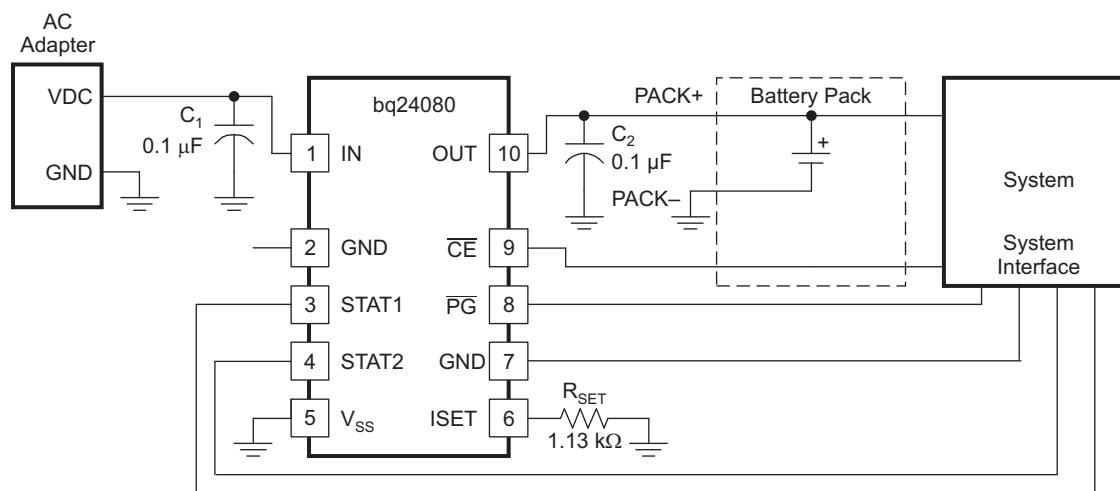 AC
Adapter
VDC
GND
C1
0.1 μF
bq24080
1 IN
2 GND
3 STAT1
4 STAT2
5 VSS
OUT 10
CE 9
PG 8
GND 7
ISET 6
PACK+
C2
0.1 μF
PACK–
Battery Pack
+
RSET
1.13 kΩ
System
System
Interface